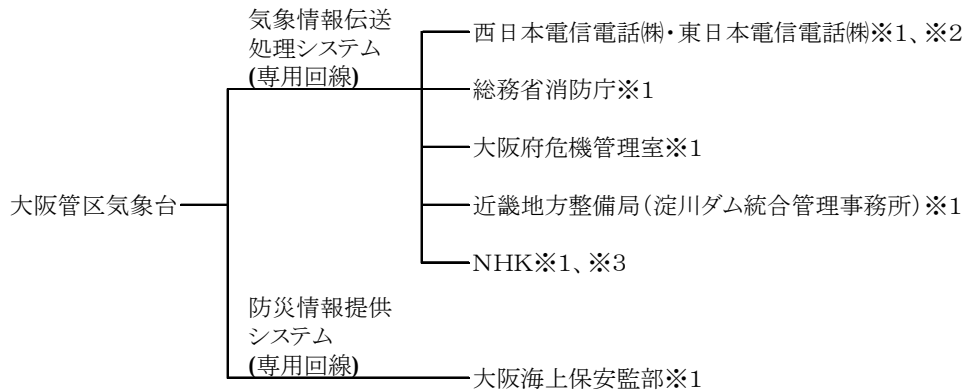 気象情報伝送
処理システム
(専用回線)
西日本電信電話㈱・東日本電信電話㈱※1、※2
総務省消防庁※1
大阪府危機管理室※1
大阪管区気象台
近畿地方整備局(淀川ダム統合管理事務所)※1
NHK※1、※3
防災情報提供
システム
(専用回線)
大阪海上保安監部※1